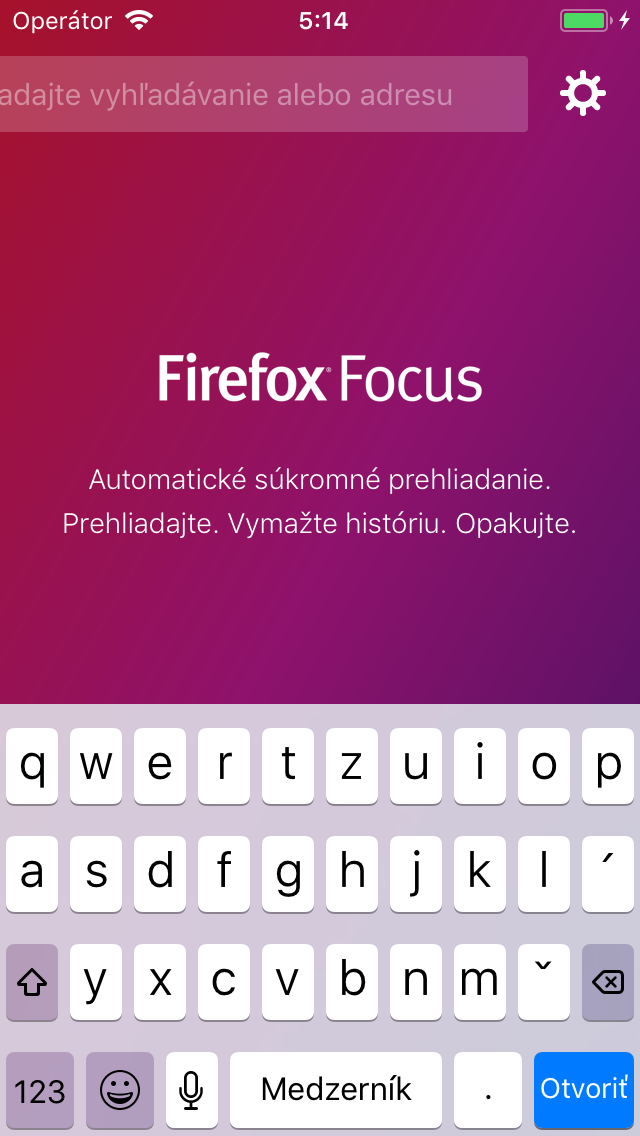 Operátor 5:14
adajte vyhľadávanie alebo adresu
Firefox Focus
Automatické súkromné prehliadanie.
Prehliadajte. Vymažte históriu. Opakujte.
q w e r t z u i o p
a s d f g h j k l ´
y x c v b n m ˇ
123 Medzerník . Otvoriť